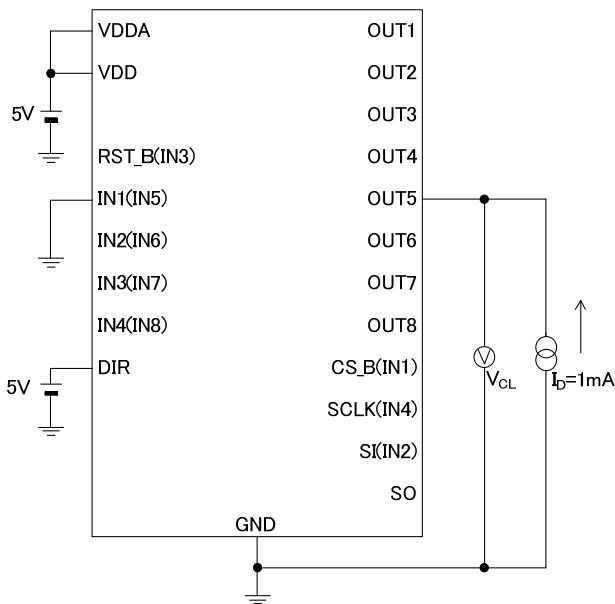 VDDA
OUT1
VDD
OUT2
5V
OUT3
RST_B(IN3)
OUT4
IN1(IN5)
OUT5
IN2(IN6)
OUT6
IN3(IN7)
OUT7
IN4(IN8)
OUT8
DIR
CS_B(IN1)
5V
V
VCL
ID=1mA
SCLK(IN4)
SI(IN2)
SO
GND